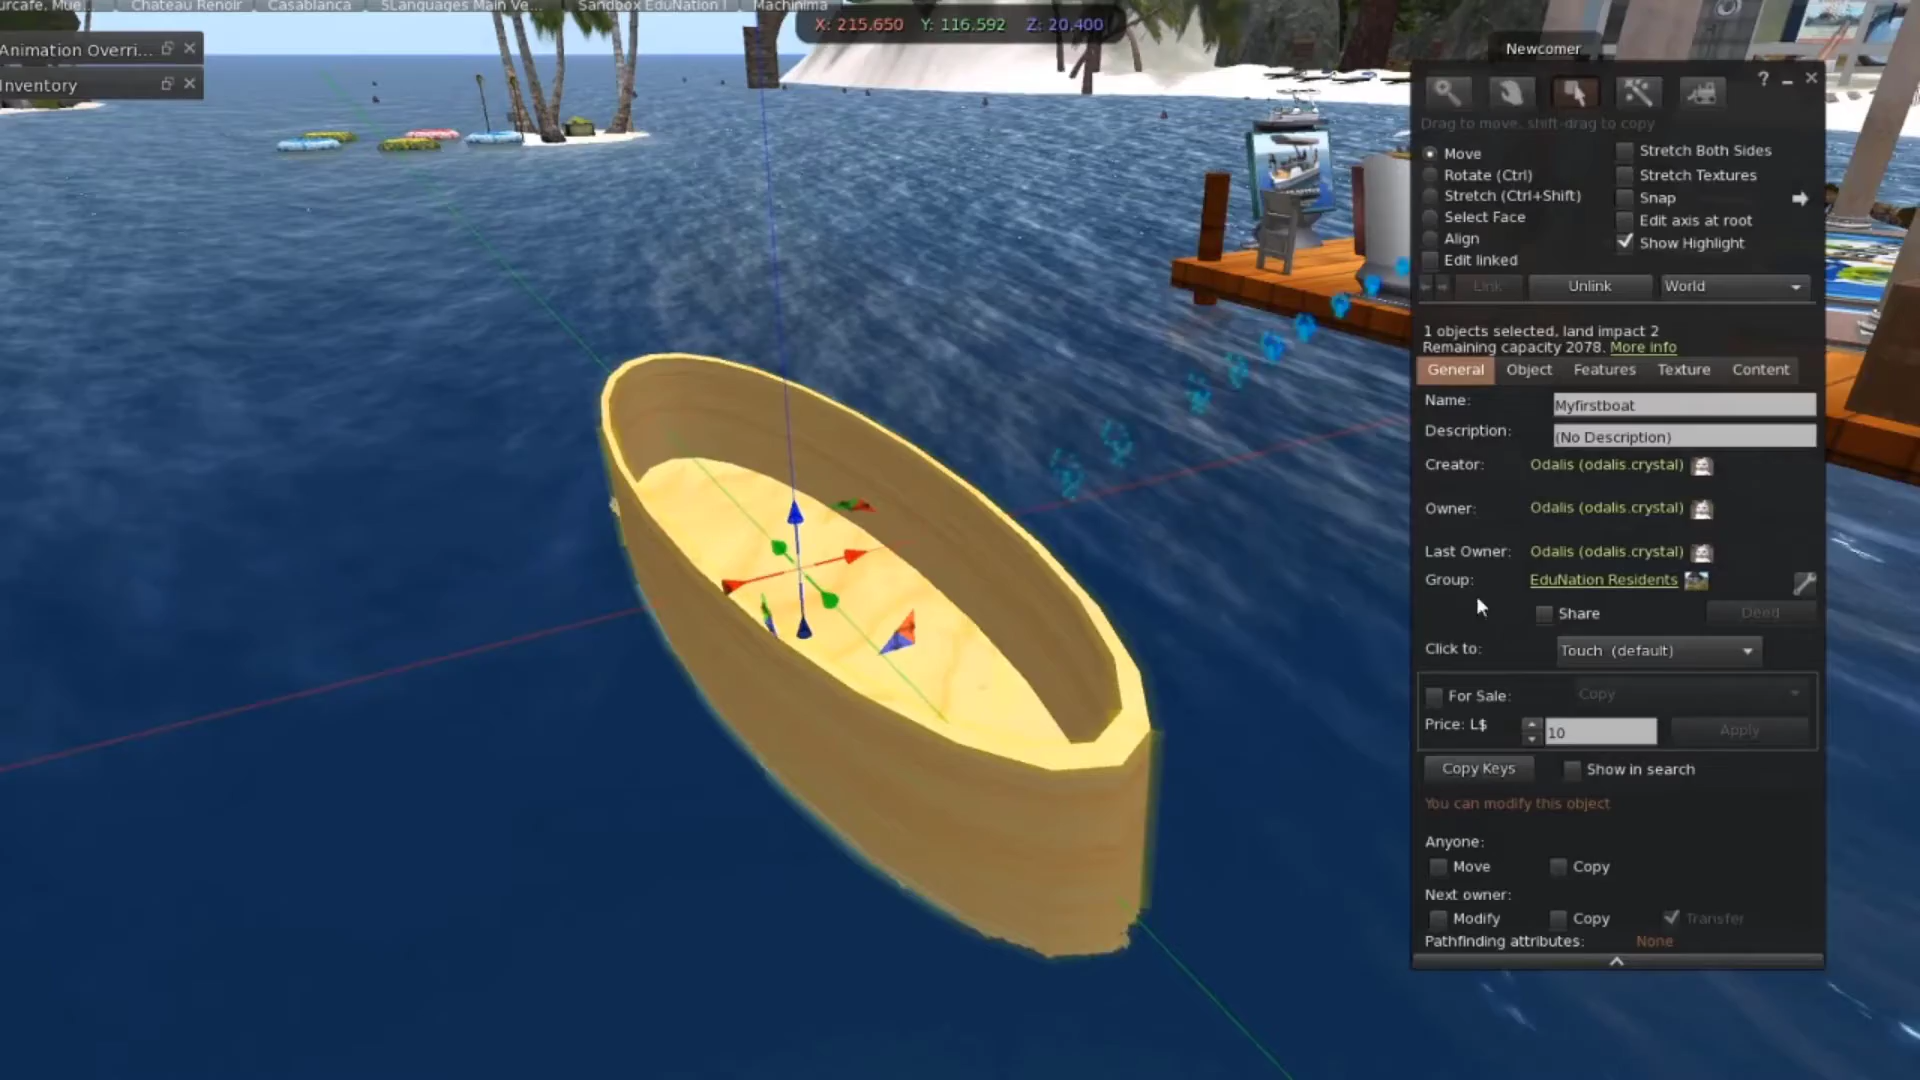 urcafe. Mue... Chateau Renoir Casablanca SLanguages Main Ve... Sandbox EduNation I Machinima
X: 215.650 Y: 116.592 Z: 20.400
Animation Overri...
Inventory
Newcomer
?
Drag to move, shift-drag to copy
Move
Rotate (Ctrl)
Stretch (Ctrl+Shift)
Select Face
Align
Edit linked
Stretch Both Sides
Stretch Textures
Snap
Edit axis at root
Show Highlight
Link Unlink World
1 objects selected, land impact 2
Remaining capacity 2078. More info
General Object Features Texture Content
Name: Myfirstboat
Description: (No Description)
Creator: Odalis (odalis.crystal)
Owner: Odalis (odalis.crystal)
Last Owner: Odalis (odalis.crystal)
Group: EduNation Residents
Share Deed
Click to: Touch (default)
For Sale: Copy
Price: L$ 10 Apply
Copy Keys Show in search
You can modify this object
Anyone:
Move Copy
Next owner:
Modify Copy Transfer
Pathfinding attributes: None